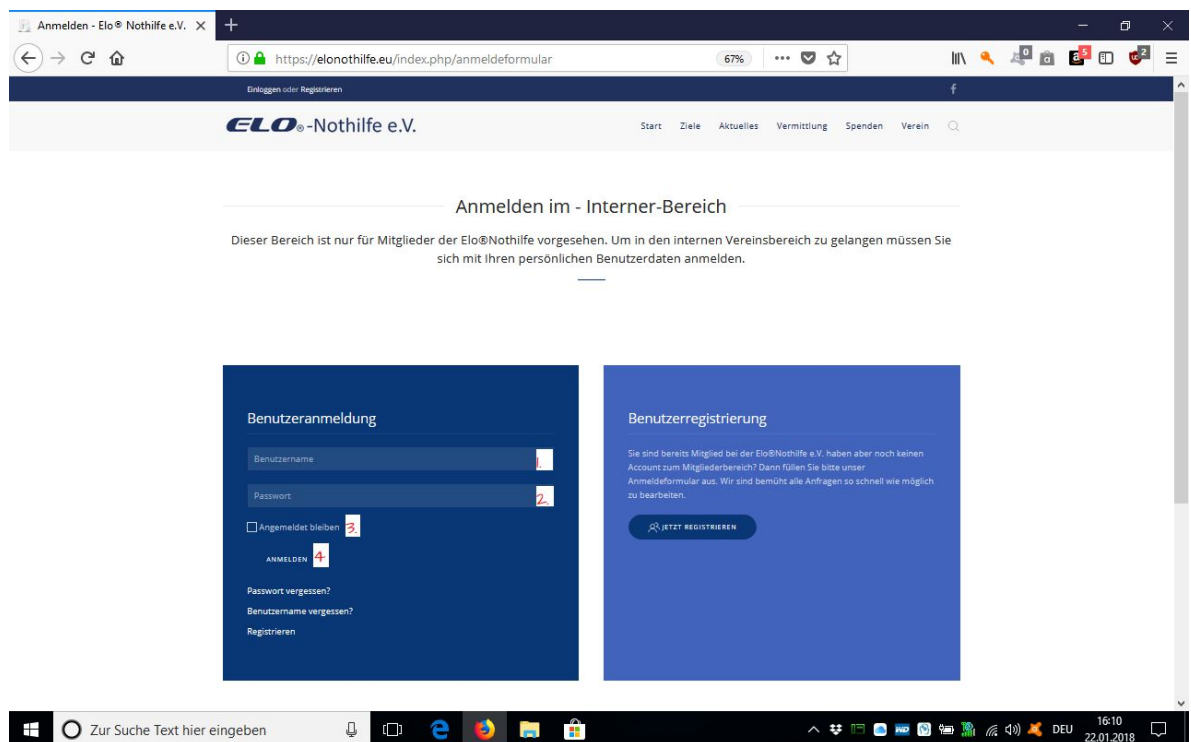 Anmelden - Elo® Nothilfe e.V.
https://elonothilfe.eu/index.php/anmeldeformular
67%
0
5
2
Einloggen oder Registrieren
ELO®-Nothilfe e.V.
Start Ziele Aktuelles Vermittlung Spenden Verein
Anmelden im - Interner-Bereich
Dieser Bereich ist nur für Mitglieder der Elo®Nothilfe vorgesehen. Um in den internen Vereinsbereich zu gelangen müssen Sie
sich mit Ihren persönlichen Benutzerdaten anmelden.
Benutzeranmeldung
Benutzername 1.
Passwort 2.
Angemeldet bleiben 3.
ANMELDEN 4
Passwort vergessen?
Benutzername vergessen?
Registrieren
Benutzerregistrierung
Sie sind bereits Mitglied bei der Elo®Nothilfe e.V. haben aber noch keinen
Account zum Mitgliederbereich? Dann füllen Sie bitte unser
Anmeldeformular aus. Wir sind bemüht alle Anfragen so schnell wie möglich
zu bearbeiten.
JETZT REGISTRIEREN
Zur Suche Text hier eingeben
DEU
16:10
22.01.2018